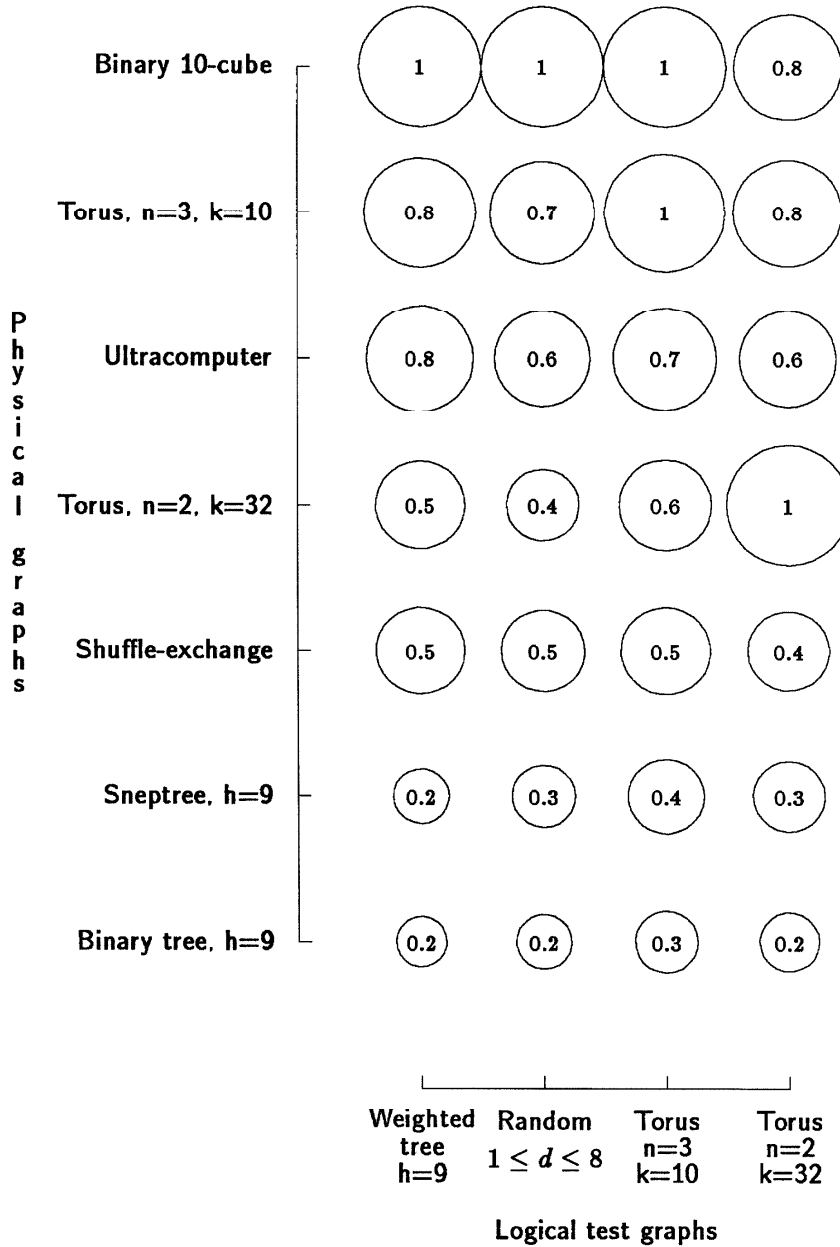 Binary 10-cube
1 1 1 0.8
Torus, n=3, k=10
0.8 0.7 1 0.8
Physical graphs
Ultracomputer
0.8 0.6 0.7 0.6
Torus, n=2, k=32
0.5 0.4 0.6 1
Shuffle-exchange
0.5 0.5 0.5 0.4
Sneptree, h=9
0.2 0.3 0.4 0.3
Binary tree, h=9
0.2 0.2 0.3 0.2
Weighted
tree
h=9
Random
1 ≤ d ≤ 8
Torus
n=3
k=10
Torus
n=2
k=32
Logical test graphs